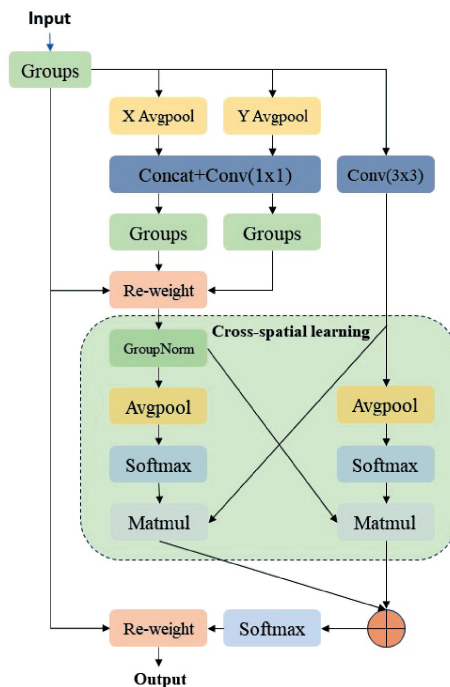 Input
Groups
X Avgpool
Y Avgpool
Concat+Conv(1x1)
Conv(3x3)
Groups
Groups
Re-weight
Cross-spatial learning
GroupNorm
Avgpool
Avgpool
Softmax
Softmax
Matmul
Matmul
Re-weight
Softmax
Output